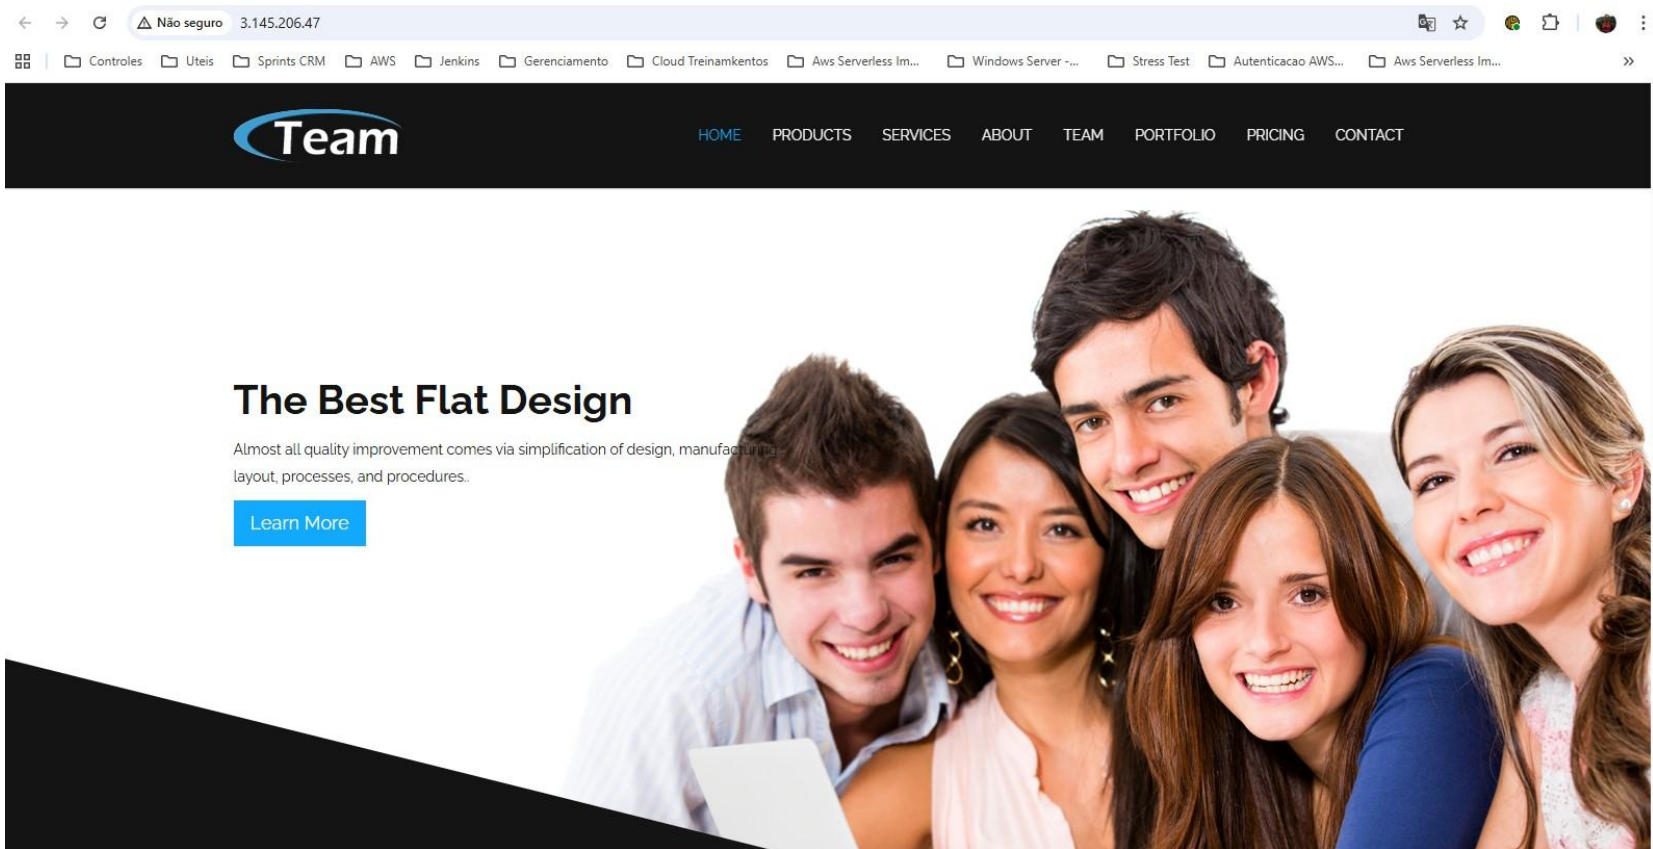 Não seguro 3.145.206.47
Controles Uteis Sprints CRM AWS Jenkins Gerenciamento Cloud Treinamkentos Aws Serverless Im... Windows Server -... Stress Test Autenticacao AWS... Aws Serverless Im... »
Team HOME PRODUCTS SERVICES ABOUT TEAM PORTFOLIO PRICING CONTACT
The Best Flat Design
Almost all quality improvement comes via simplification of design, manufacturing
layout, processes, and procedures..
Learn More